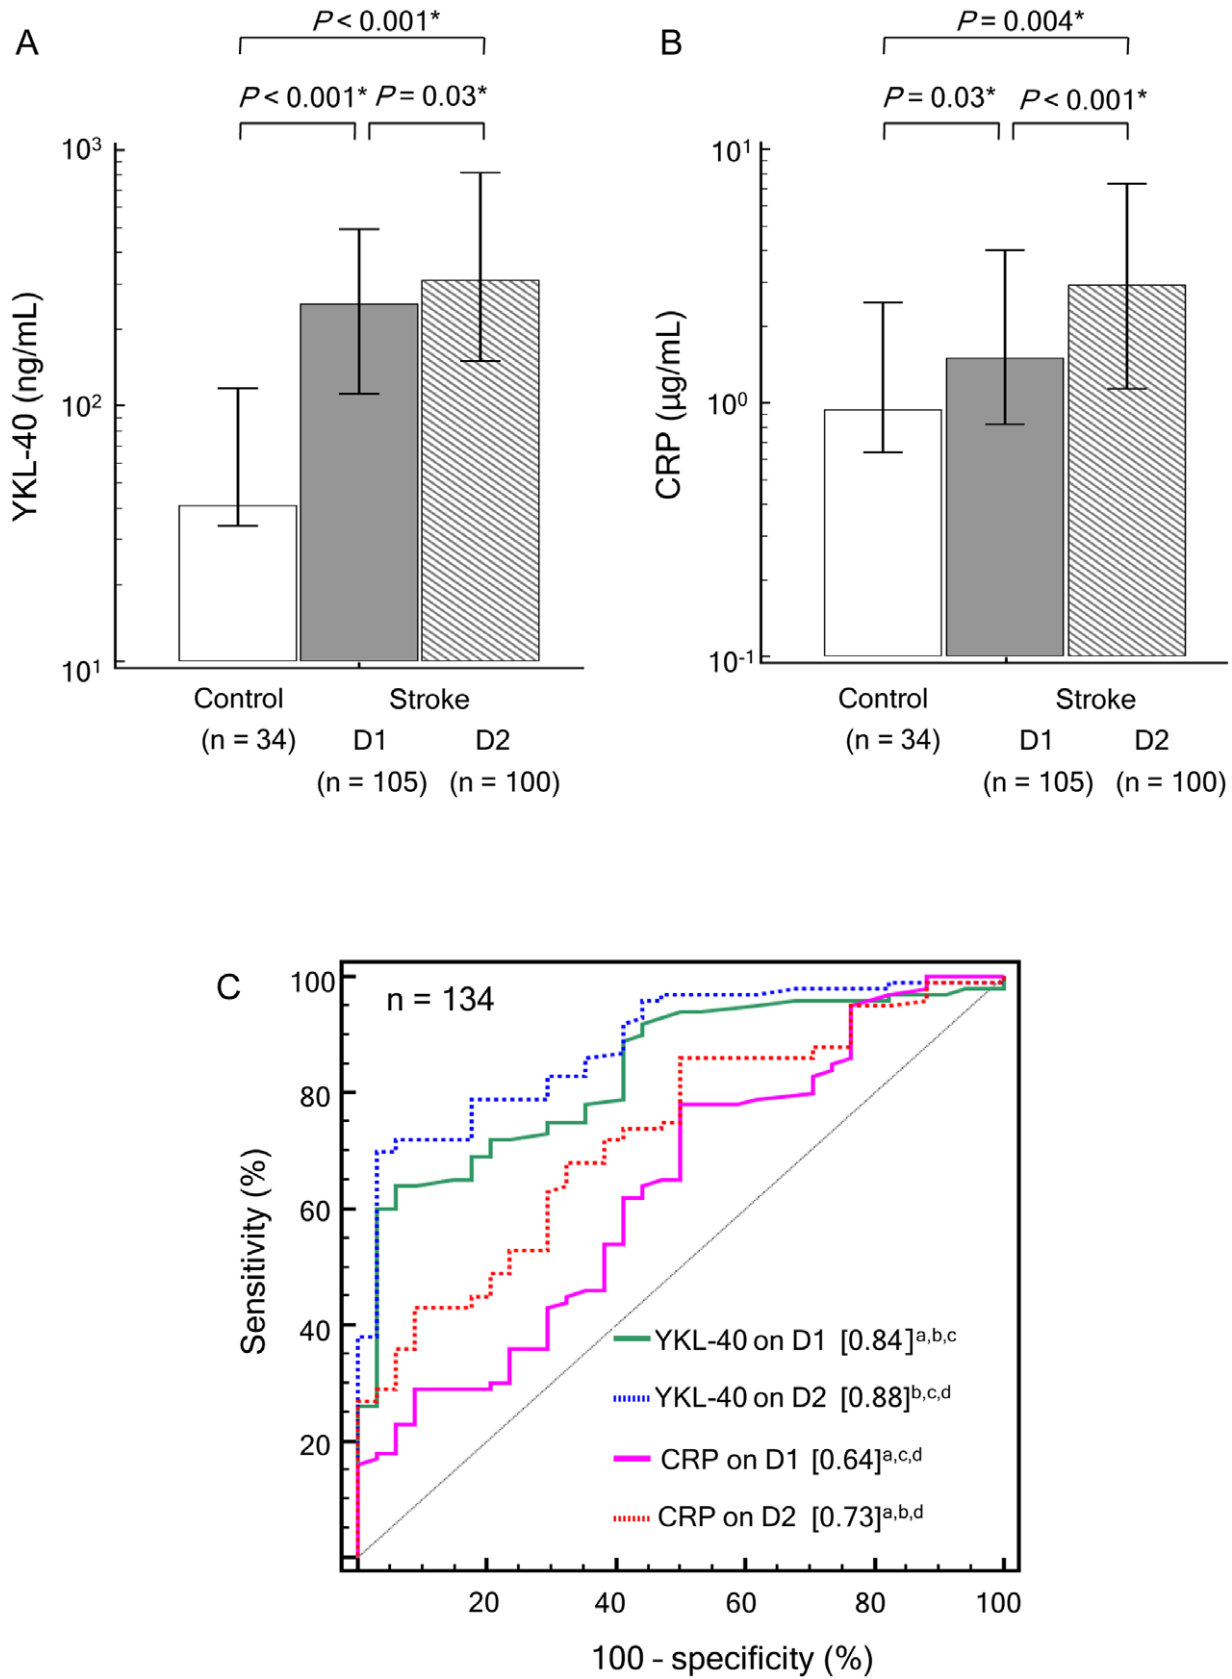 A
P < 0.001*
P < 0.001* P = 0.03*
10³
10²
10¹
YKL-40 (ng/mL)
Control Stroke
(n = 34) D1 D2
(n = 105) (n = 100)
B
P = 0.004*
P = 0.03* P < 0.001*
10¹
10⁰
10⁻¹
CRP (µg/mL)
Control Stroke
(n = 34) D1 D2
(n = 105) (n = 100)
C
n = 134
100
80
60
40
20
Sensitivity (%)
YKL-40 on D1 [0.84]ᵃ,ᵇ,ᶜ
YKL-40 on D2 [0.88]ᵇ,ᶜ,ᵈ
CRP on D1 [0.64]ᵃ,ᶜ,ᵈ
CRP on D2 [0.73]ᵃ,ᵇ,ᵈ
20 40 60 80 100
100 - specificity (%)